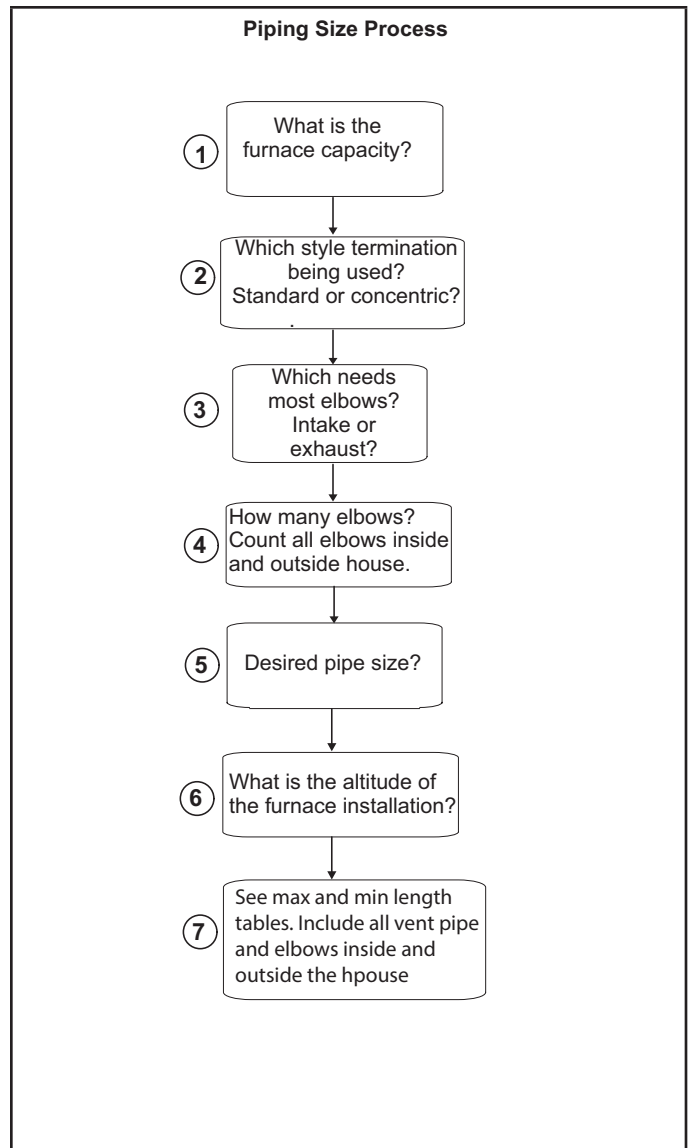 Piping Size Process
1
What is the
furnace capacity?
2
Which style termination
being used?
Standard or concentric?
.
3
Which needs
most elbows?
Intake or
exhaust?
4
How many elbows?
Count all elbows inside
and outside house.
5
Desired pipe size?
6
What is the altitude of
the furnace installation?
7
See max and min length
tables. Include all vent pipe
and elbows inside and
outside the hpouse